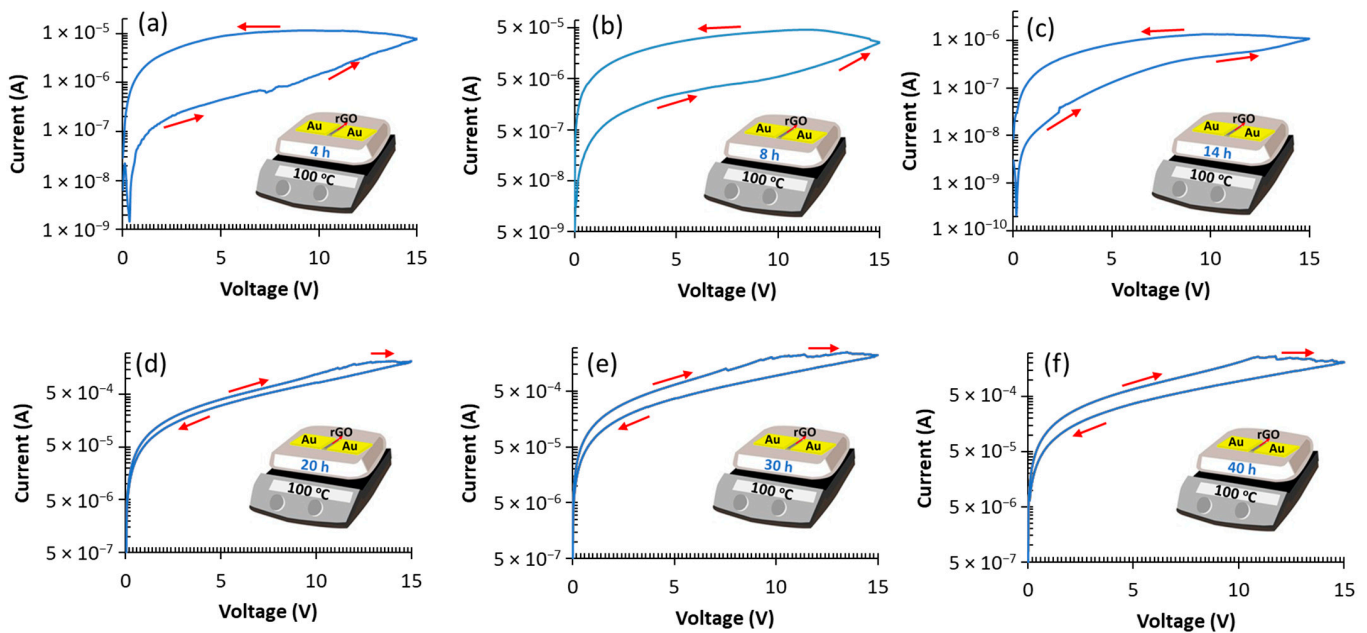 (a)
Current (A)
1 × 10⁻⁵
1 × 10⁻⁶
1 × 10⁻⁷
1 × 10⁻⁸
1 × 10⁻⁹
0
5
10
15
Voltage (V)
rGO
Au
Au
4 h
100 °C
(b)
Current (A)
5 × 10⁻⁵
5 × 10⁻⁶
5 × 10⁻⁷
5 × 10⁻⁸
5 × 10⁻⁹
0
5
10
15
Voltage (V)
rGO
Au
Au
8 h
100 °C
(c)
Current (A)
1 × 10⁻⁶
1 × 10⁻⁷
1 × 10⁻⁸
1 × 10⁻⁹
1 × 10⁻¹⁰
0
5
10
15
Voltage (V)
rGO
Au
Au
14 h
100 °C
(d)
Current (A)
5 × 10⁻⁴
5 × 10⁻⁵
5 × 10⁻⁶
5 × 10⁻⁷
0
5
10
15
Voltage (V)
rGO
Au
Au
20 h
100 °C
(e)
Current (A)
5 × 10⁻⁴
5 × 10⁻⁵
5 × 10⁻⁶
5 × 10⁻⁷
0
5
10
15
Voltage (V)
rGO
Au
Au
30 h
100 °C
(f)
Current (A)
5 × 10⁻⁴
5 × 10⁻⁵
5 × 10⁻⁶
5 × 10⁻⁷
0
5
10
15
Voltage (V)
rGO
Au
Au
40 h
100 °C